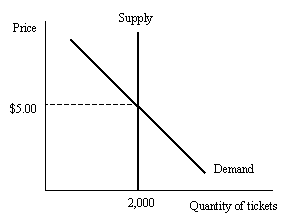 Supply
Price
$5.00
Demand
2,000
Quantity of tickets